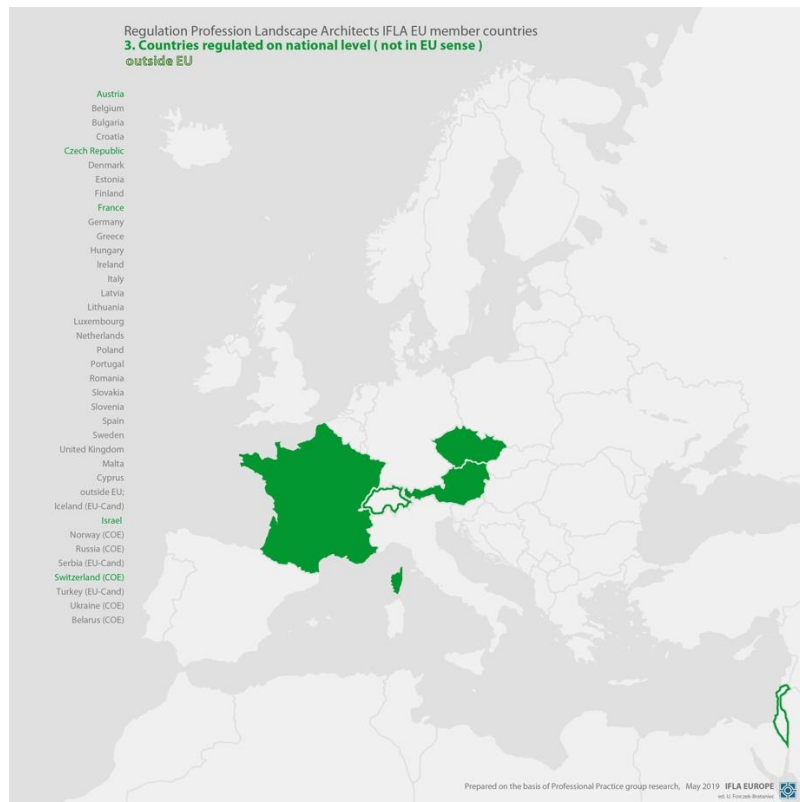 Regulation Profession Landscape Architects IFLA EU member countries
3. Countries regulated on national level ( not in EU sense )
outside EU
Austria
Belgium
Bulgaria
Croatia
Czech Republic
Denmark
Estonia
Finland
France
Germany
Greece
Hungary
Ireland
Italy
Latvia
Lithuania
Luxembourg
Netherlands
Poland
Portugal
Romania
Slovakia
Slovenia
Spain
Sweden
United Kingdom
Malta
Cyprus
outside EU;
Iceland (EU-Cand)
Israel
Norway (COE)
Russia (COE)
Serbia (EU-Cand)
Switzerland (COE)
Turkey (EU-Cand)
Ukraine (COE)
Belarus (COE)
Prepared on the basis of Professional Practice group research, May 2019 IFLA EUROPE